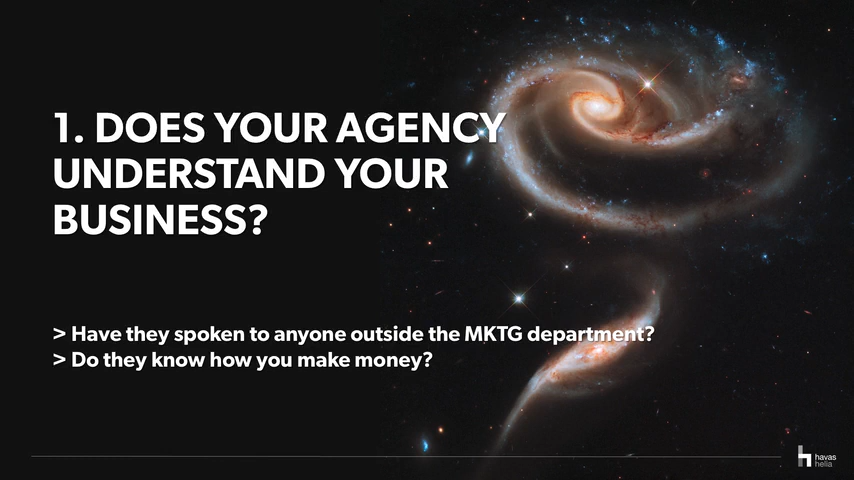 1. DOES YOUR AGENCY
UNDERSTAND YOUR
BUSINESS?
> Have they spoken to anyone outside the MKTG department?
> Do they know how you make money?
havas
helia